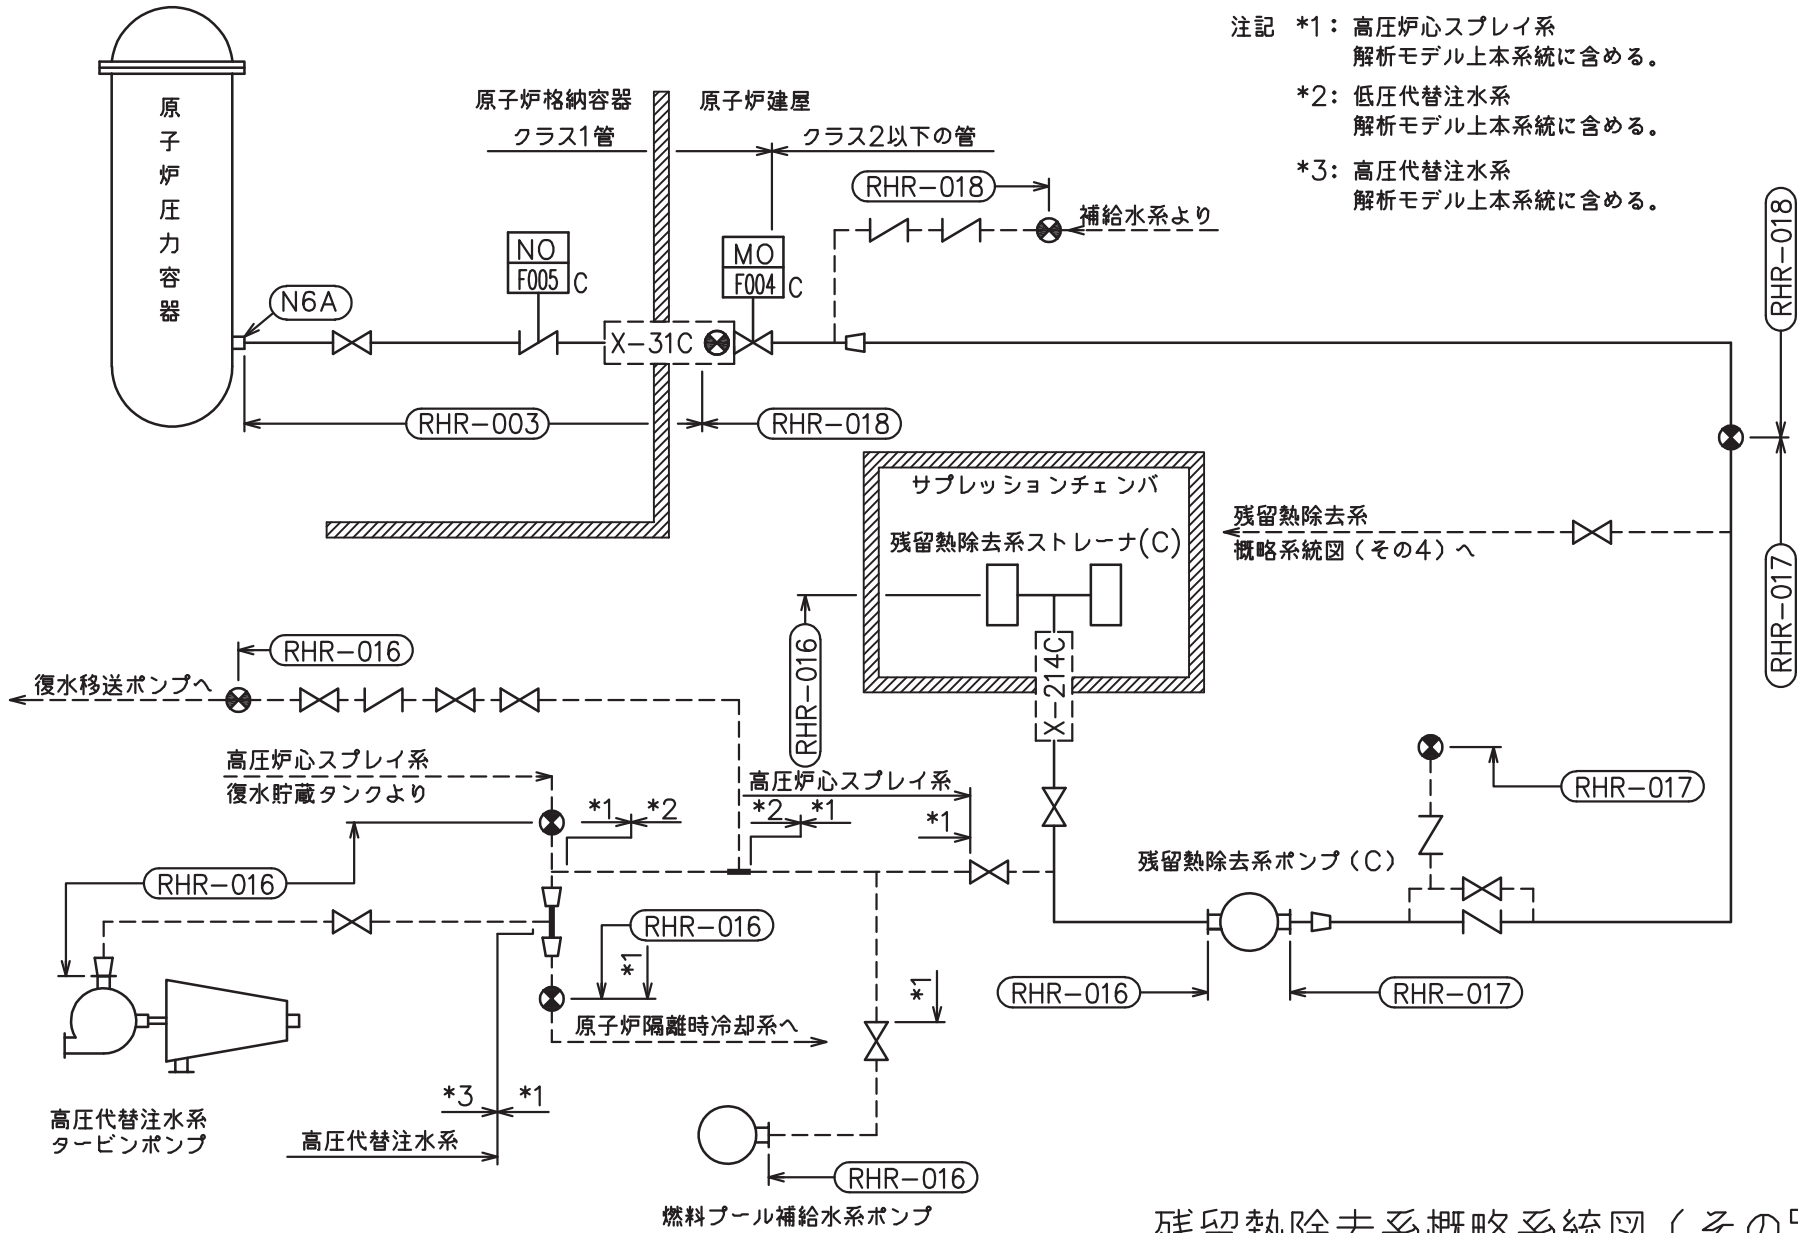 注記 *1: 高圧炉心スプレイ系
解析モデル上本系統に含める。
*2: 低圧代替注水系
解析モデル上本系統に含める。
*3: 高圧代替注水系
解析モデル上本系統に含める。
原子炉圧力容器
原子炉格納容器
原子炉建屋
クラス1管
クラス2以下の管
RHR-018
補給水系より
RHR-018
NO
F005
C
MO
F004
C
N6A
X-31C
RHR-003
RHR-018
サプレッションチェンバ
残留熱除去系ストレーナ(C)
残留熱除去系
概略系統図(その4)へ
RHR-017
RHR-016
RHR-016
X-214C
復水移送ポンプへ
高圧炉心スプレイ系
復水貯蔵タンクより
高圧炉心スプレイ系
*1
*2
*2
*1
*1
RHR-017
RHR-016
残留熱除去系ポンプ(C)
RHR-016
*1
*1
RHR-016
RHR-017
原子炉隔離時冷却系へ
*3
*1
高圧代替注水系
タービンポンプ
高圧代替注水系
RHR-016
燃料プール補給水系ポンプ
残留熱除去系概略系統図(その